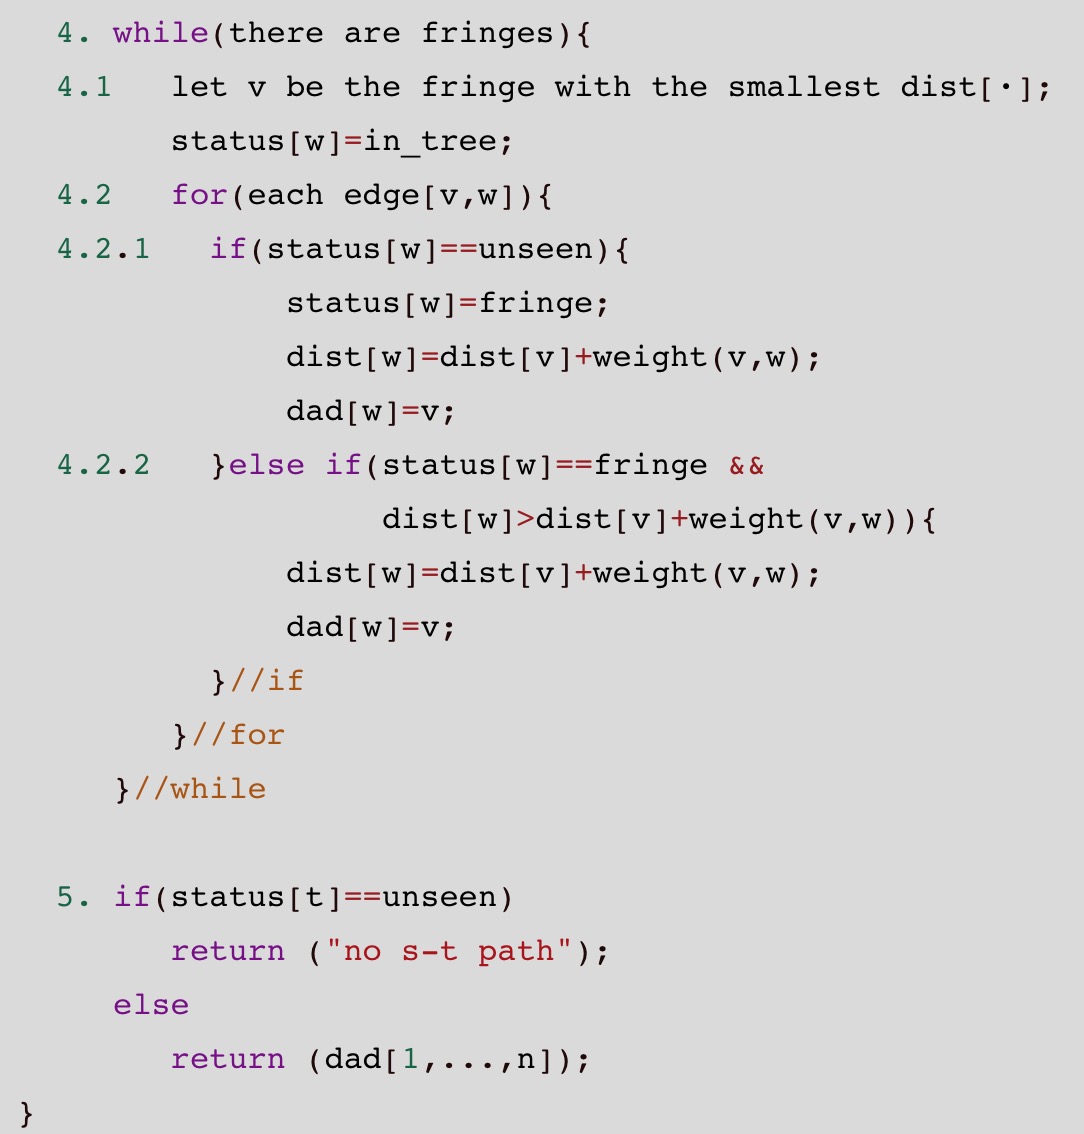 4. while(there are fringes){
4.1   let v be the fringe with the smallest dist[·];
      status[w]=in_tree;
4.2   for(each edge[v,w]){
4.2.1   if(status[w]==unseen){
            status[w]=fringe;
            dist[w]=dist[v]+weight(v,w);
            dad[w]=v;
4.2.2   }else if(status[w]==fringe &&
                 dist[w]>dist[v]+weight(v,w)){
            dist[w]=dist[v]+weight(v,w);
            dad[w]=v;
        }//if
      }//for
   }//while
5. if(status[t]==unseen)
      return ("no s-t path");
   else
      return (dad[1,...,n]);
}